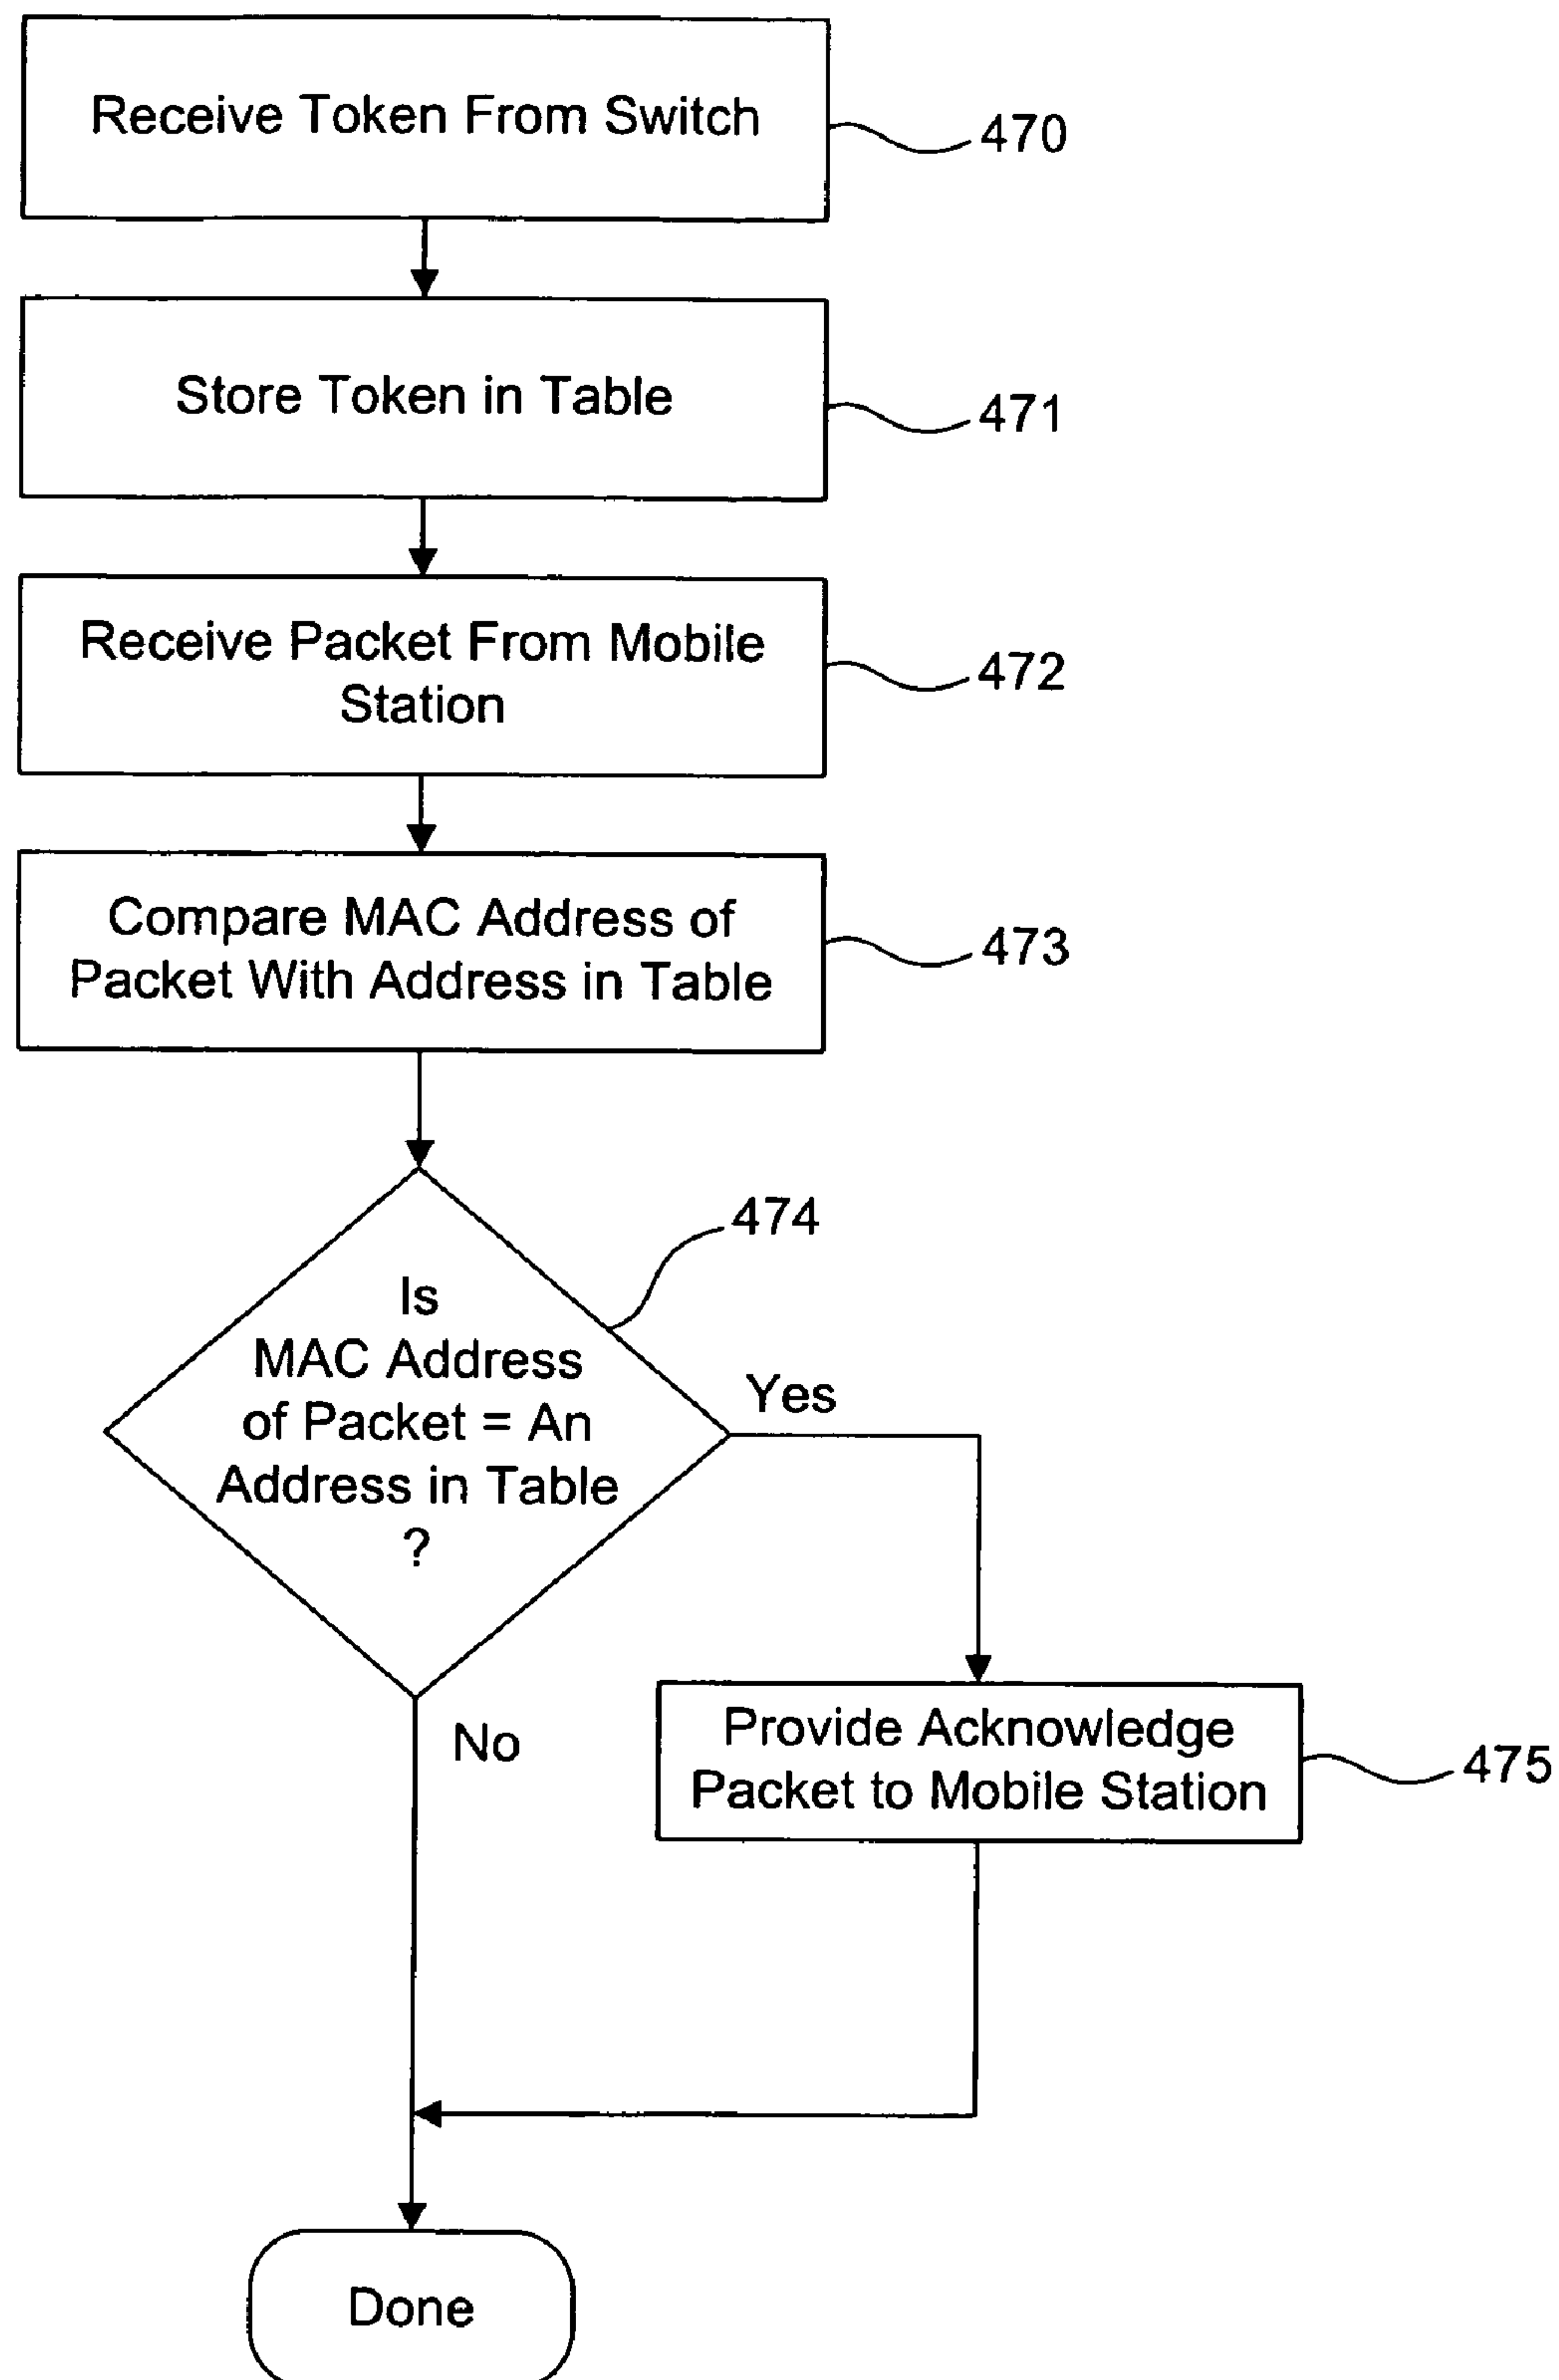 Receive Token From Switch
470
Store Token in Table
471
Receive Packet From Mobile
Station
472
Compare MAC Address of
Packet With Address in Table
473
474
Is
MAC Address
of Packet = An
Address in Table
?
Yes
No
Provide Acknowledge
Packet to Mobile Station
475
Done